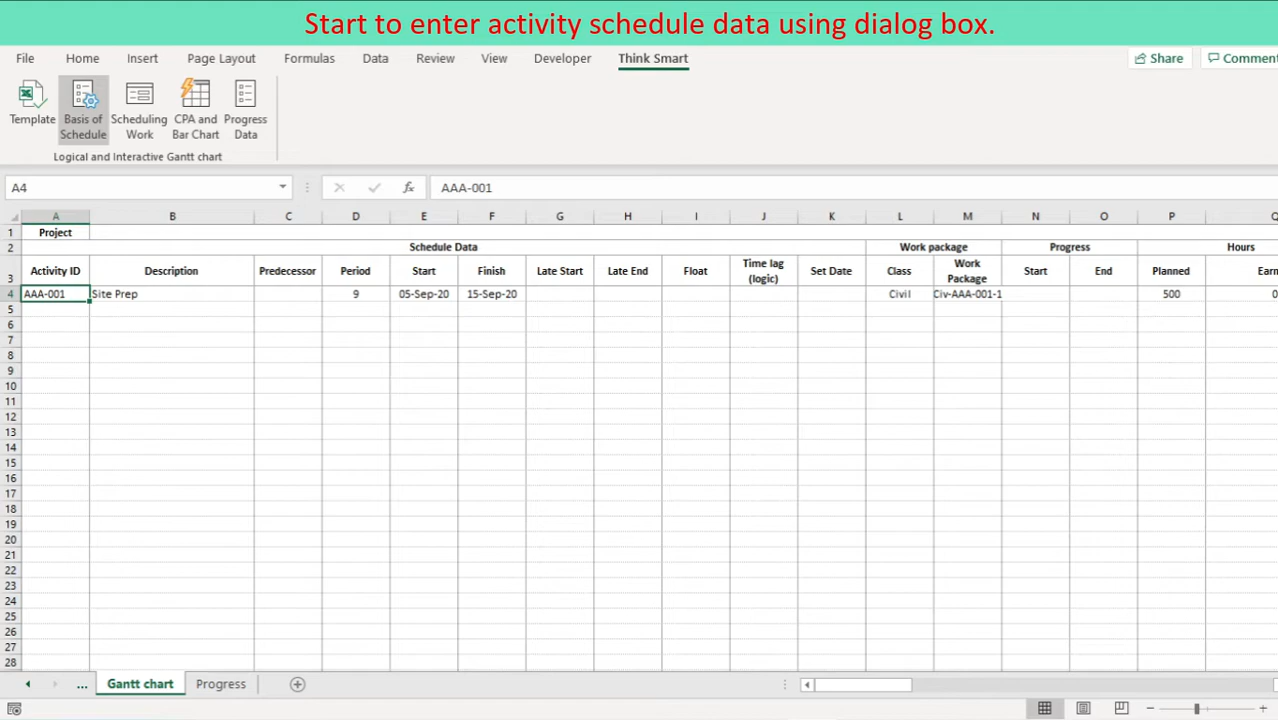 Start to enter activity schedule data using dialog box.
File Home Insert Page Layout Formulas Data Review View Developer Think Smart Share Comment
Template Basis of Schedule Scheduling Work CPA and Bar Chart Progress Data
Logical and Interactive Gantt chart
A4 fx AAA-001
A B C D E F G H I J K L M N O P Q
1 Project
2 Schedule Data Work package Progress Hours
3 Activity ID Description Predecessor Period Start Finish Late Start Late End Float Time lag (logic) Set Date Class Work Package Start End Planned Earn
4 AAA-001 Site Prep 9 05-Sep-20 15-Sep-20 Civil Civ-AAA-001-1 500 0
5
6
7
8
9
10
11
12
13
14
15
16
17
18
19
20
21
22
23
24
25
26
27
28
... Gantt chart Progress